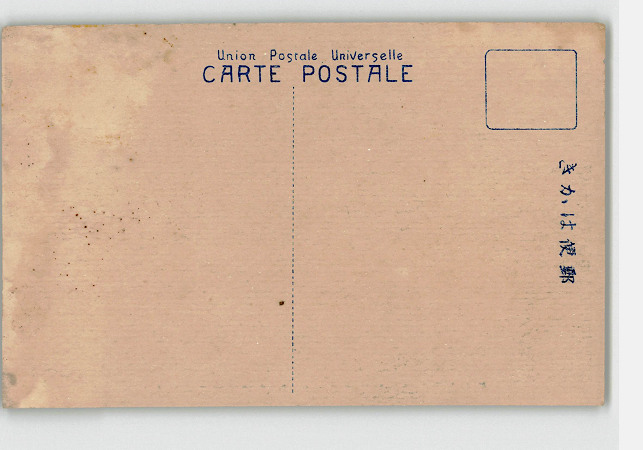 Union Postale Universelle
CARTE POSTALE
郵便はかき